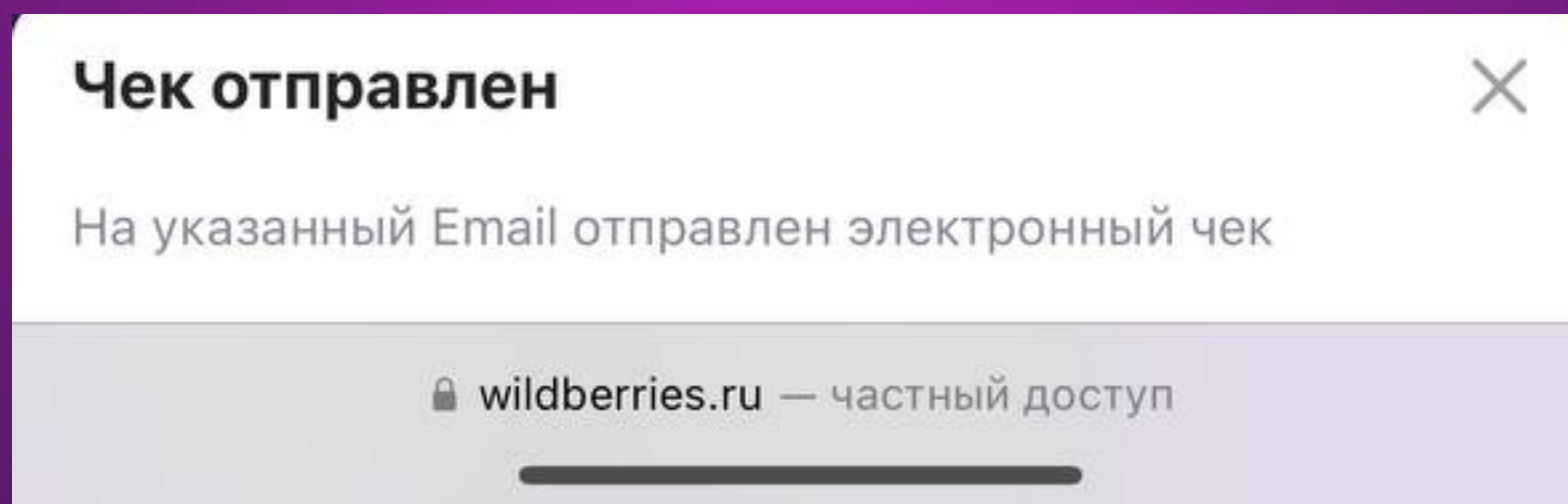 Чек отправлен
На указанный Email отправлен электронный чек
wildberries.ru — частный доступ